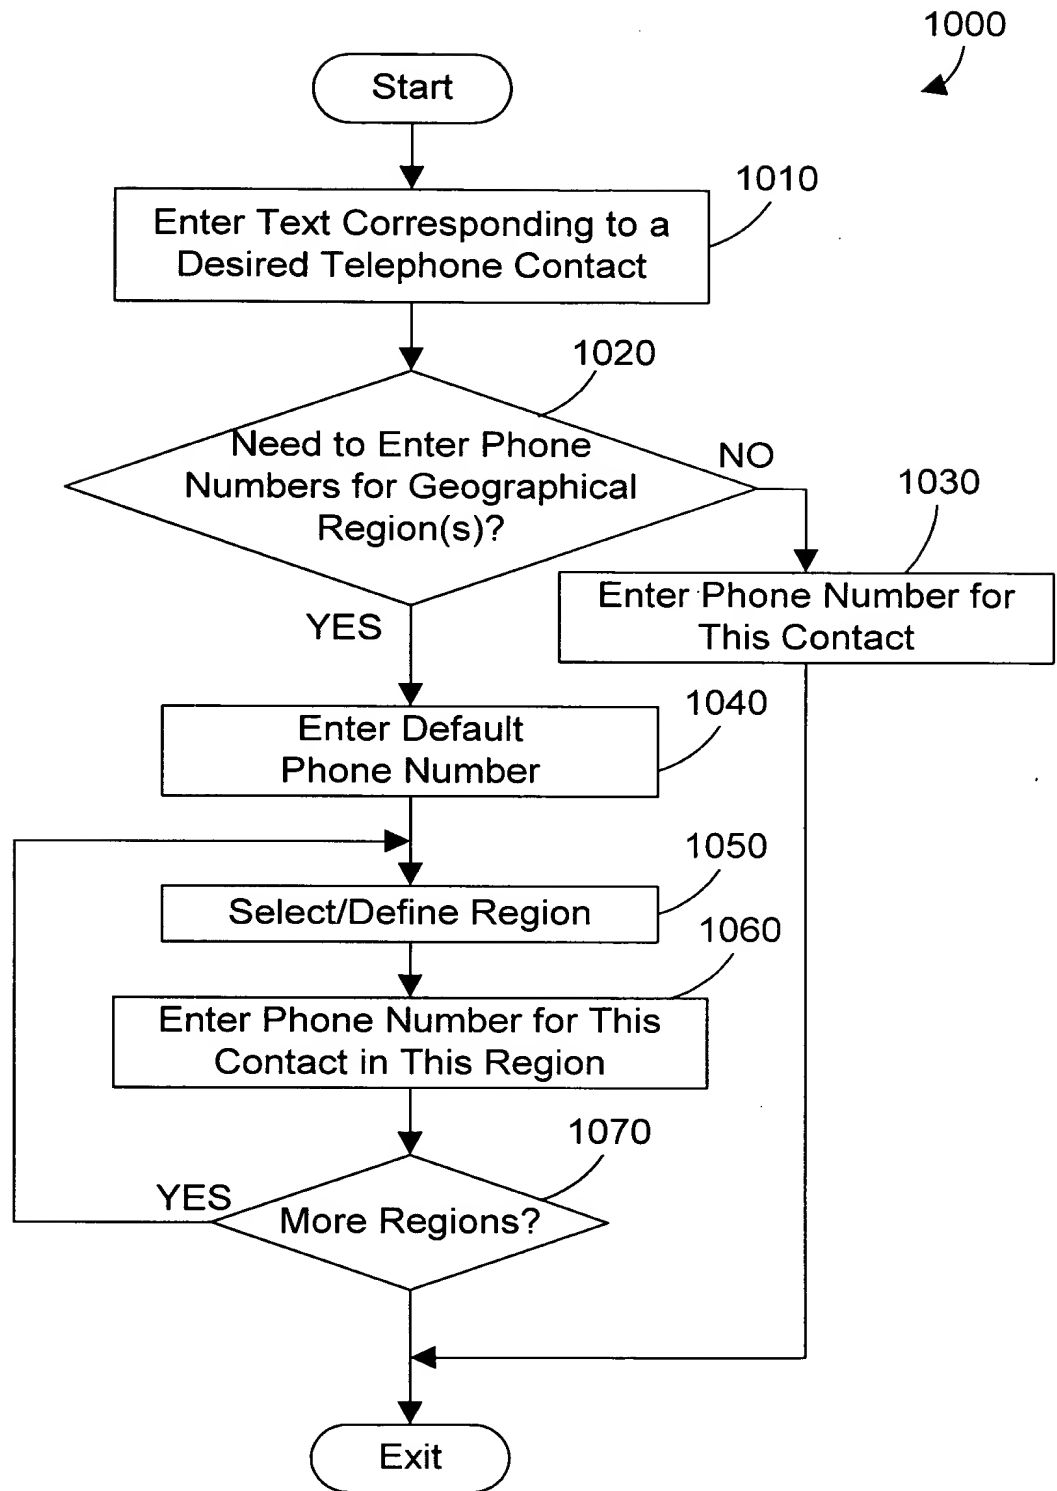 1000
Start
1010
Enter Text Corresponding to a
Desired Telephone Contact
1020
Need to Enter Phone
Numbers for Geographical
Region(s)?
NO
1030
Enter Phone Number for
This Contact
YES
1040
Enter Default
Phone Number
1050
Select/Define Region
1060
Enter Phone Number for This
Contact in This Region
1070
YES
More Regions?
Exit